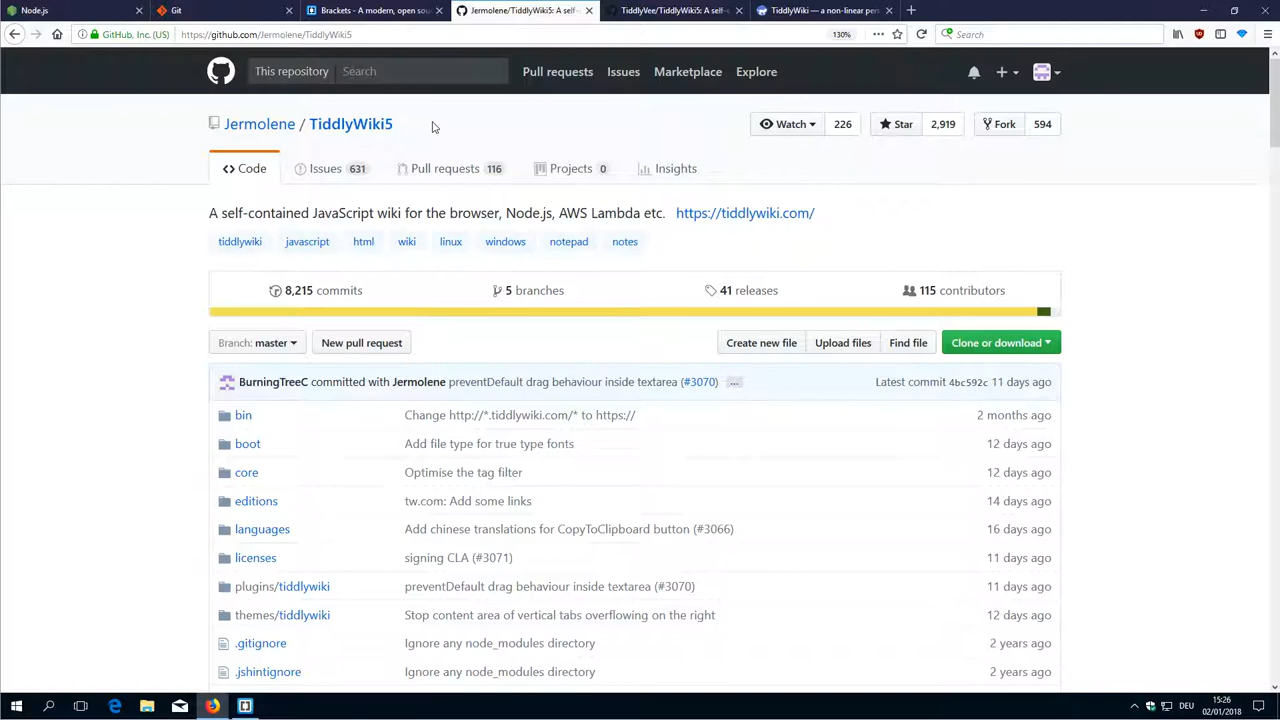 Node.js
Git
Brackets - A modern, open sou
Jermolene/TiddlyWiki5: A self-
TiddlyVee/TiddlyWiki5: A self-
TiddlyWiki — a non-linear per
GitHub, Inc. (US)
https://github.com/Jermolene/TiddlyWiki5
130%
Search
This repository
Search
Pull requests
Issues
Marketplace
Explore
Jermolene / TiddlyWiki5
Watch 226
Star 2,919
Fork 594
Code
Issues 631
Pull requests 116
Projects 0
Insights
A self-contained JavaScript wiki for the browser, Node.js, AWS Lambda etc. https://tiddlywiki.com/
tiddlywiki javascript html wiki linux windows notepad notes
8,215 commits
5 branches
41 releases
115 contributors
Branch: master
New pull request
Create new file
Upload files
Find file
Clone or download
BurningTreeC committed with Jermolene preventDefault drag behaviour inside textarea (#3070) ...
Latest commit 4bc592c 11 days ago
bin Change http://*.tiddlywiki.com/* to https:// 2 months ago
boot Add file type for true type fonts 12 days ago
core Optimise the tag filter 12 days ago
editions tw.com: Add some links 14 days ago
languages Add chinese translations for CopyToClipboard button (#3066) 16 days ago
licenses signing CLA (#3071) 11 days ago
plugins/tiddlywiki preventDefault drag behaviour inside textarea (#3070) 11 days ago
themes/tiddlywiki Stop content area of vertical tabs overflowing on the right 12 days ago
.gitignore Ignore any node_modules directory 2 years ago
.jshintignore Ignore any node_modules directory 2 years ago
DEU
15:26
02/01/2018